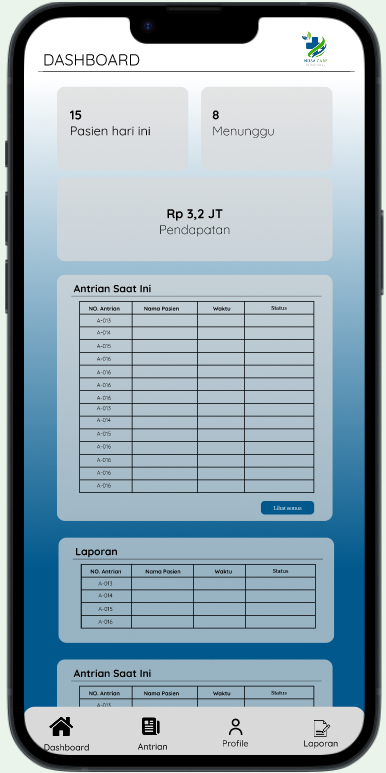 DASHBOARD
NUSA CARE
15
Pasien hari ini
8
Menunggu
Rp 3,2 JT
Pendapatan
Antrian Saat Ini
NO. Antrian Nama Pasien Waktu Status
A-013
A-014
A-015
A-016
A-016
A-016
A-016
A-013
A-014
A-015
A-016
A-016
A-016
A-016
Lihat semua
Laporan
NO. Antrian Nama Pasien Waktu Status
A-013
A-014
A-015
A-016
Antrian Saat Ini
NO. Antrian Nama Pasien Waktu Status
A-013
Dashboard Antrian Profile Laporan